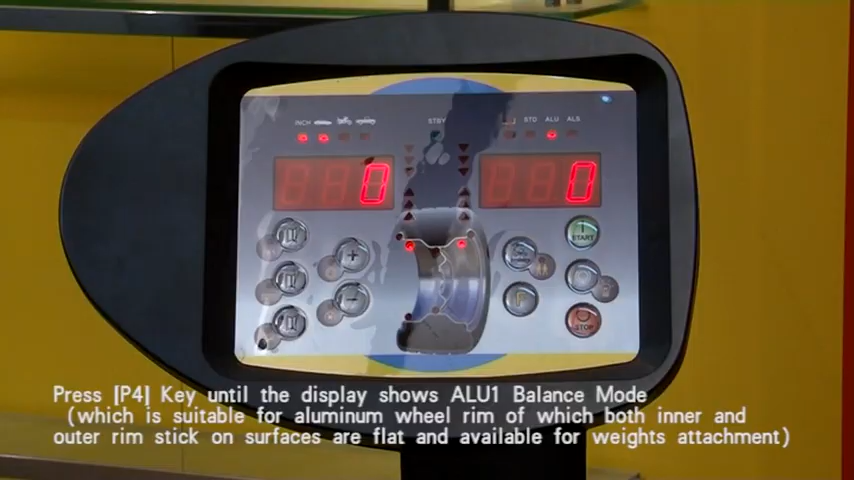 INCH
STBY
STD ALU ALS
0 0
START
STOP
Press [P4] Key until the display shows ALU1 Balance Mode
(which is suitable for aluminum wheel rim of which both inner and
outer rim stick on surfaces are flat and available for weights attachment)